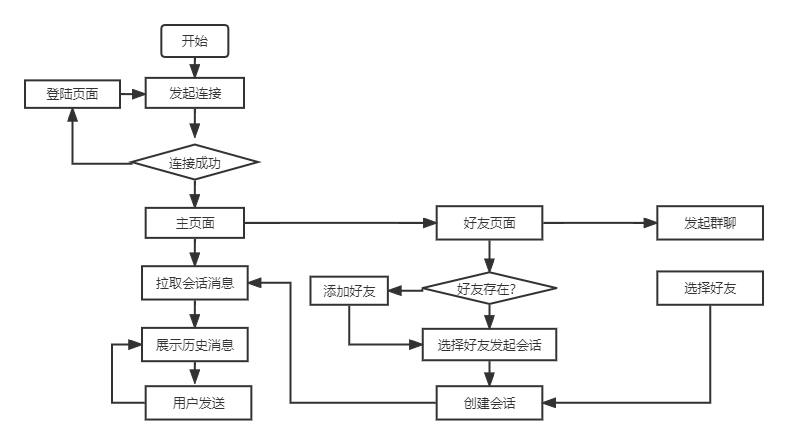 开始
登陆页面
发起连接
连接成功
主页面
好友页面
发起群聊
拉取会话消息
添加好友
好友存在?
选择好友
展示历史消息
选择好友发起会话
用户发送
创建会话